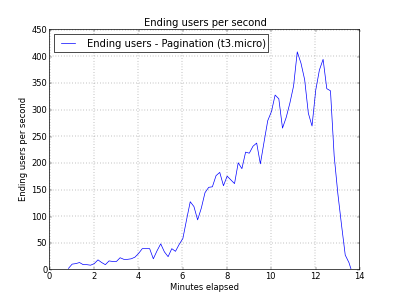 Ending users per second
Ending users - Pagination (t3.micro)
Ending users per second
450
400
350
300
250
200
150
100
50
0
0 2 4 6 8 10 12 14
Minutes elapsed